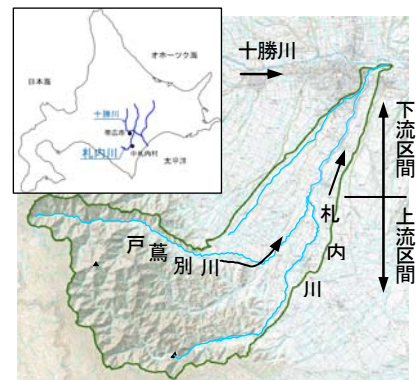 オホーツク海
日本海
十勝川
帯広市
札内川
中札内村
太平洋
十勝川
下流区間
上流区間
札内川
戸蔦別川